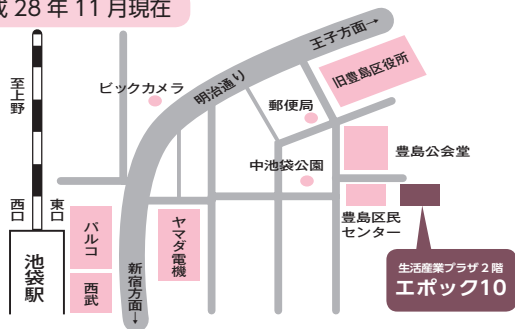 成 28 年 11 月現在
王子方面→
至上野
ビックカメラ
明治通り
旧豊島区役所
郵便局
豊島公会堂
中池袋公園
西口
東口
パルコ
ヤマダ電機
豊島区民
センター
池袋駅
西武
新宿方面→
生活産業プラザ２階
エポック10